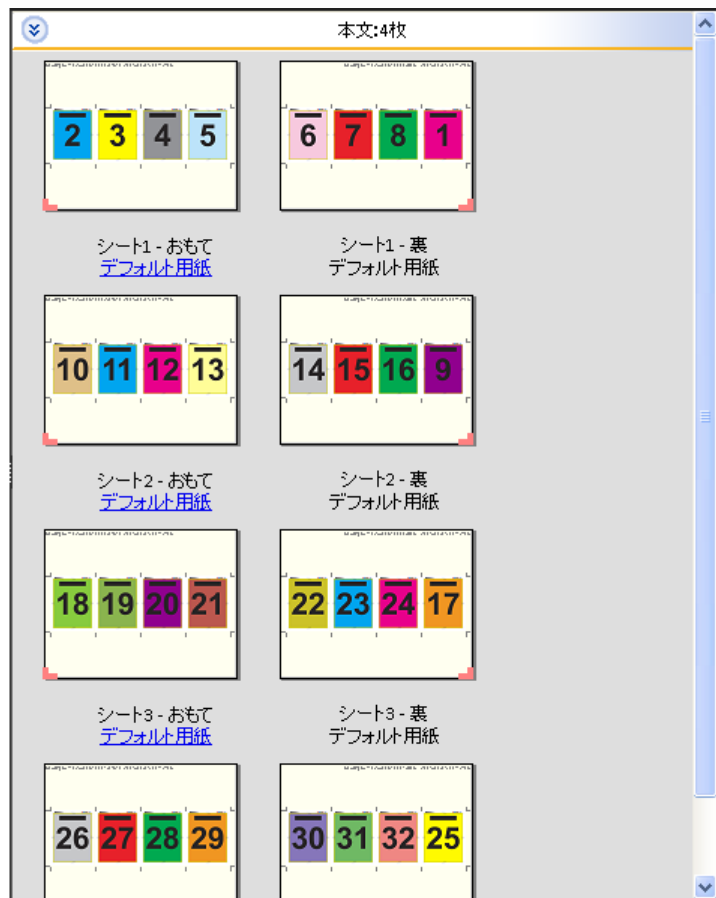 本文:4枚
2 3 4 5
6 7 8 1
シート1 - おもて
デフォルト用紙
シート1 - 裏
デフォルト用紙
10 11 12 13
14 15 16 9
シート2 - おもて
デフォルト用紙
シート2 - 裏
デフォルト用紙
18 19 20 21
22 23 24 17
シート3 - おもて
デフォルト用紙
シート3 - 裏
デフォルト用紙
26 27 28 29
30 31 32 25